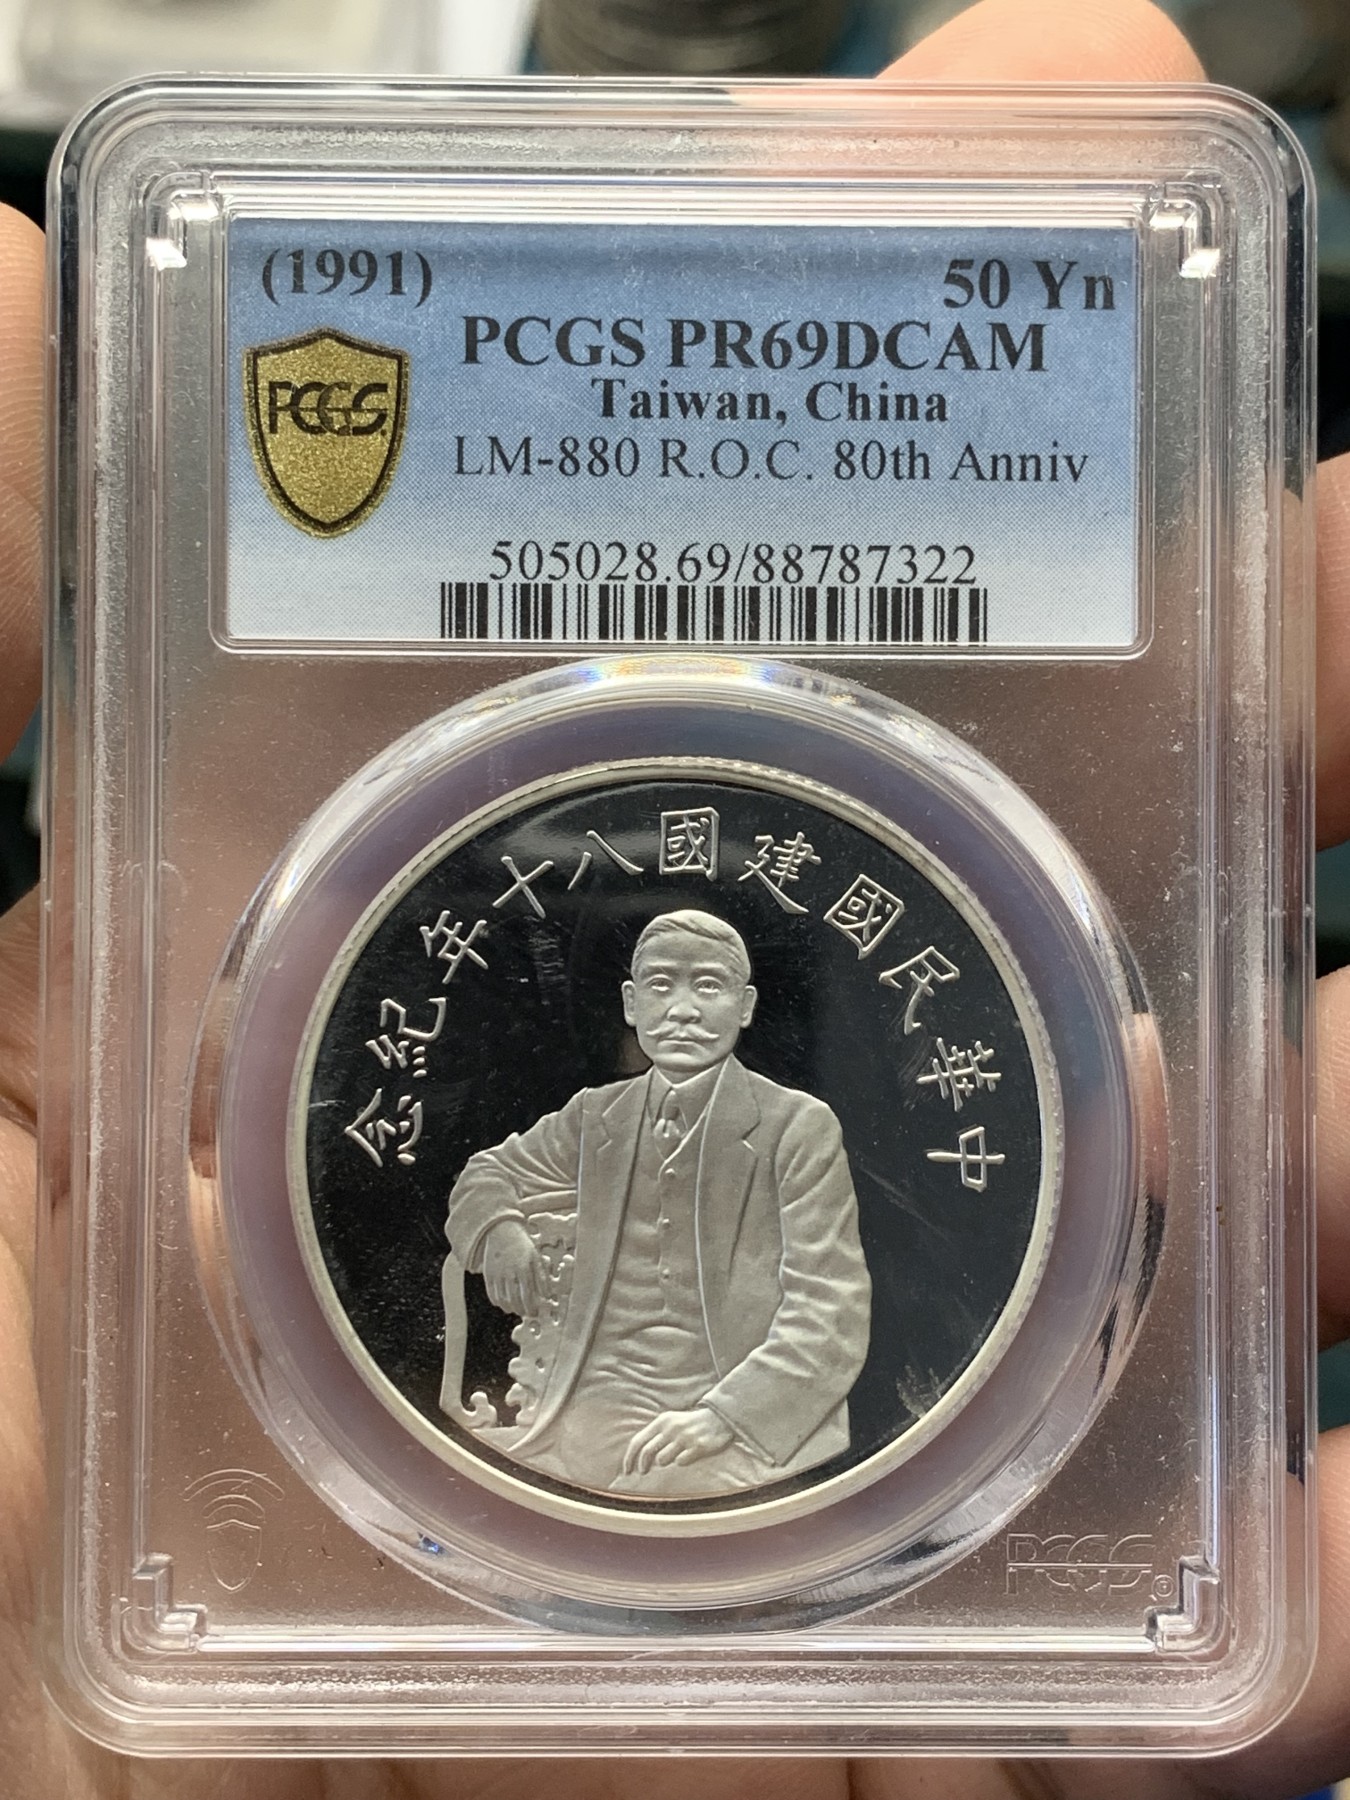 (1991) 50 Yn
PCGS PR69DCAM
PCGS
Taiwan, China
LM-880 R.O.C. 80th Anniv
505028.69/88787322
中華民國建國八十年紀念
PCGS